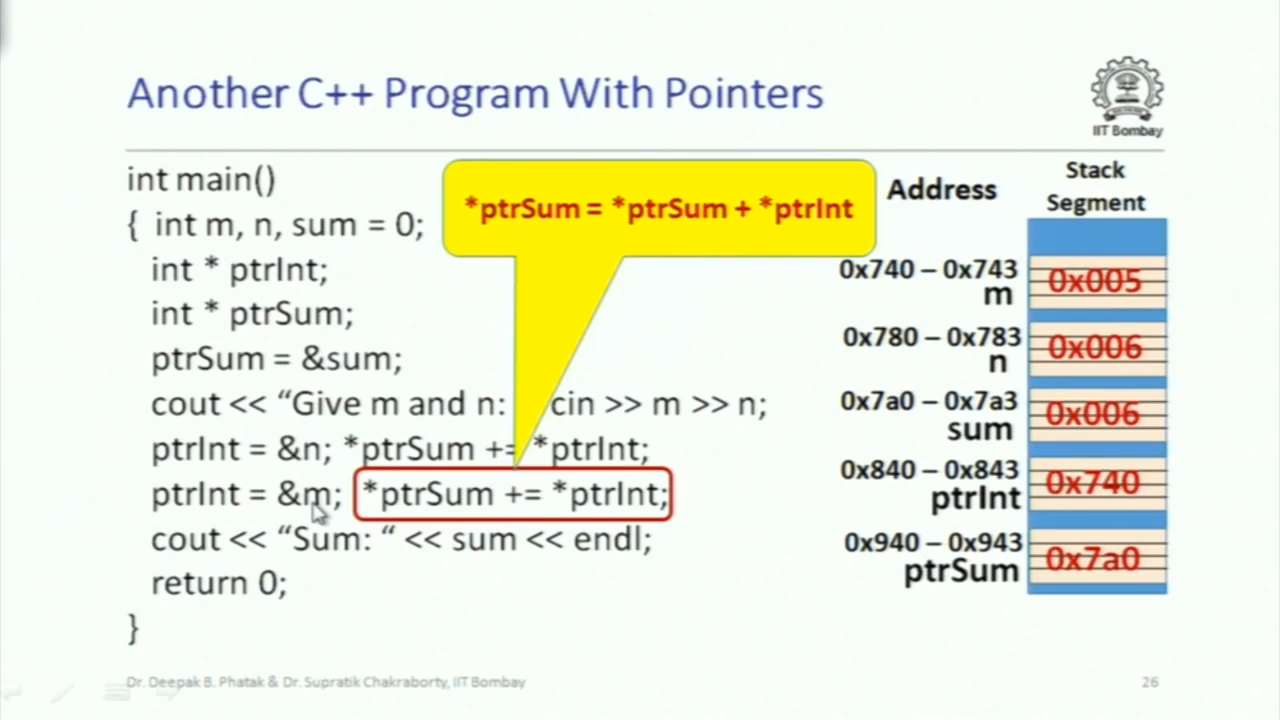 Another C++ Program With Pointers
IIT Bombay
int main()
{ int m, n, sum = 0;
int * ptrInt;
int * ptrSum;
ptrSum = &sum;
cout << “Give m and n: cin >> m >> n;
ptrInt = &n; *ptrSum += *ptrInt;
ptrInt = &m; *ptrSum += *ptrInt;
cout << “Sum: “ << sum << endl;
return 0;
}
*ptrSum = *ptrSum + *ptrInt
Address
Stack
Segment
0x740 – 0x743
m
0x005
0x780 – 0x783
n
0x006
0x7a0 – 0x7a3
sum
0x006
0x840 – 0x843
ptrInt
0x740
0x940 – 0x943
ptrSum
0x7a0
Dr. Deepak B. Phatak & Dr. Supratik Chakraborty, IIT Bombay
26